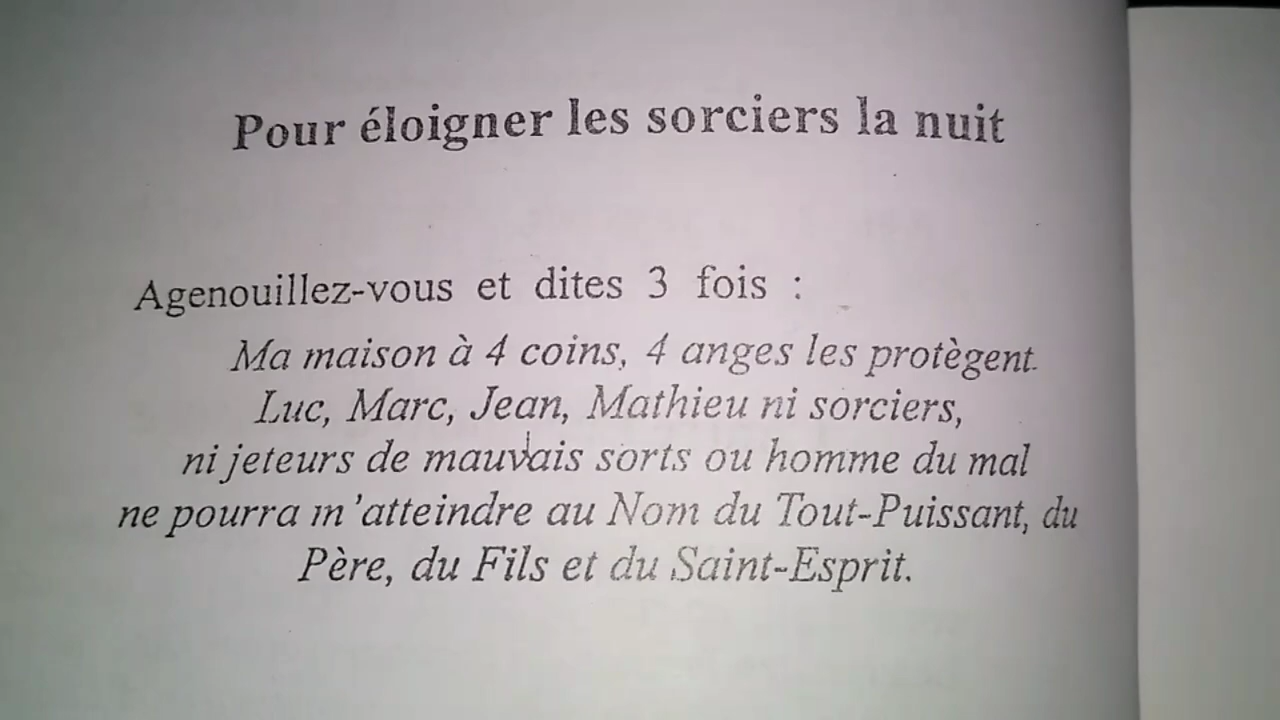 Pour éloigner les sorciers la nuit
Agenouillez-vous et dites 3 fois :
Ma maison à 4 coins, 4 anges les protègent.
Luc, Marc, Jean, Mathieu ni sorciers,
ni jeteurs de mauvais sorts ou homme du mal
ne pourra m'atteindre au Nom du Tout-Puissant, du
Père, du Fils et du Saint-Esprit.